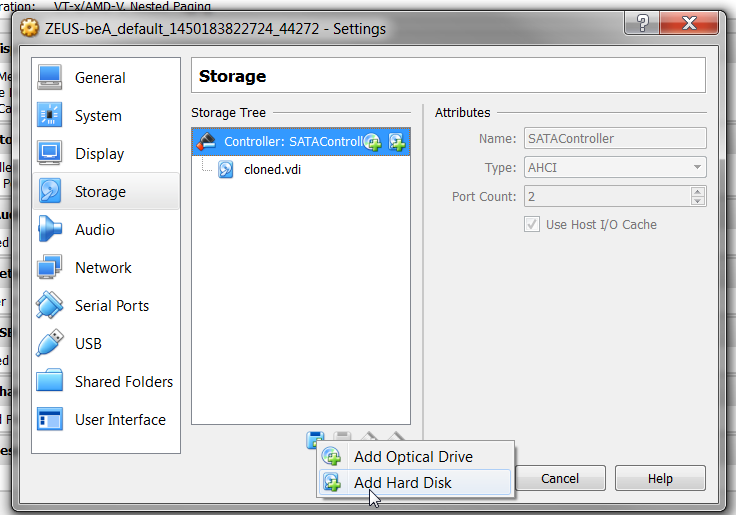 ration: VT-x/AMD-V, Nested Paging
ZEUS-beA_default_1450183822724_44272 - Settings
General
System
Display
Storage
Audio
Network
Serial Ports
USB
Shared Folders
User Interface
Storage
Storage Tree
Controller: SATAControll
cloned.vdi
Attributes
Name: SATAController
Type: AHCI
Port Count: 2
Use Host I/O Cache
Add Optical Drive
Add Hard Disk
Cancel
Help